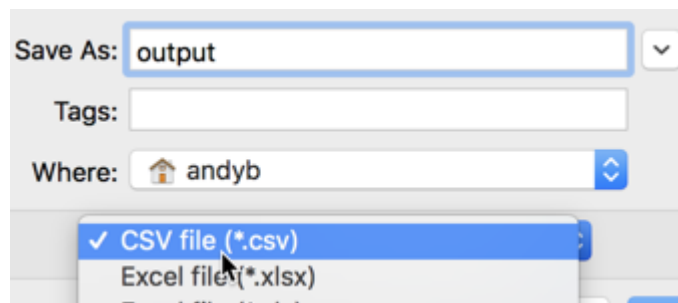 Save As: output
Tags:
Where: andyb
✓ CSV file (*.csv)
Excel file (*.xlsx)